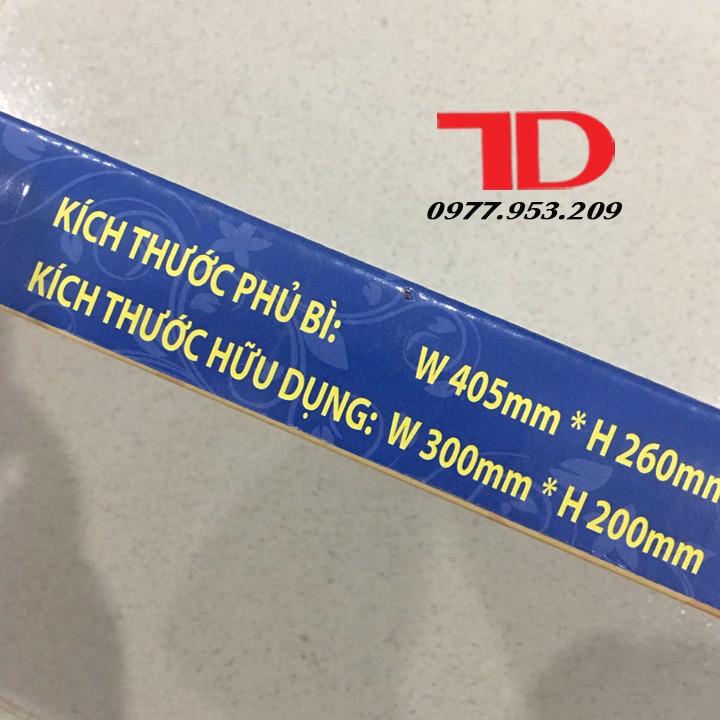 TD
0977.953.209
KÍCH THƯỚC PHỦ BÌ: W 405mm * H 260mm
KÍCH THƯỚC HỮU DỤNG: W 300mm * H 200mm